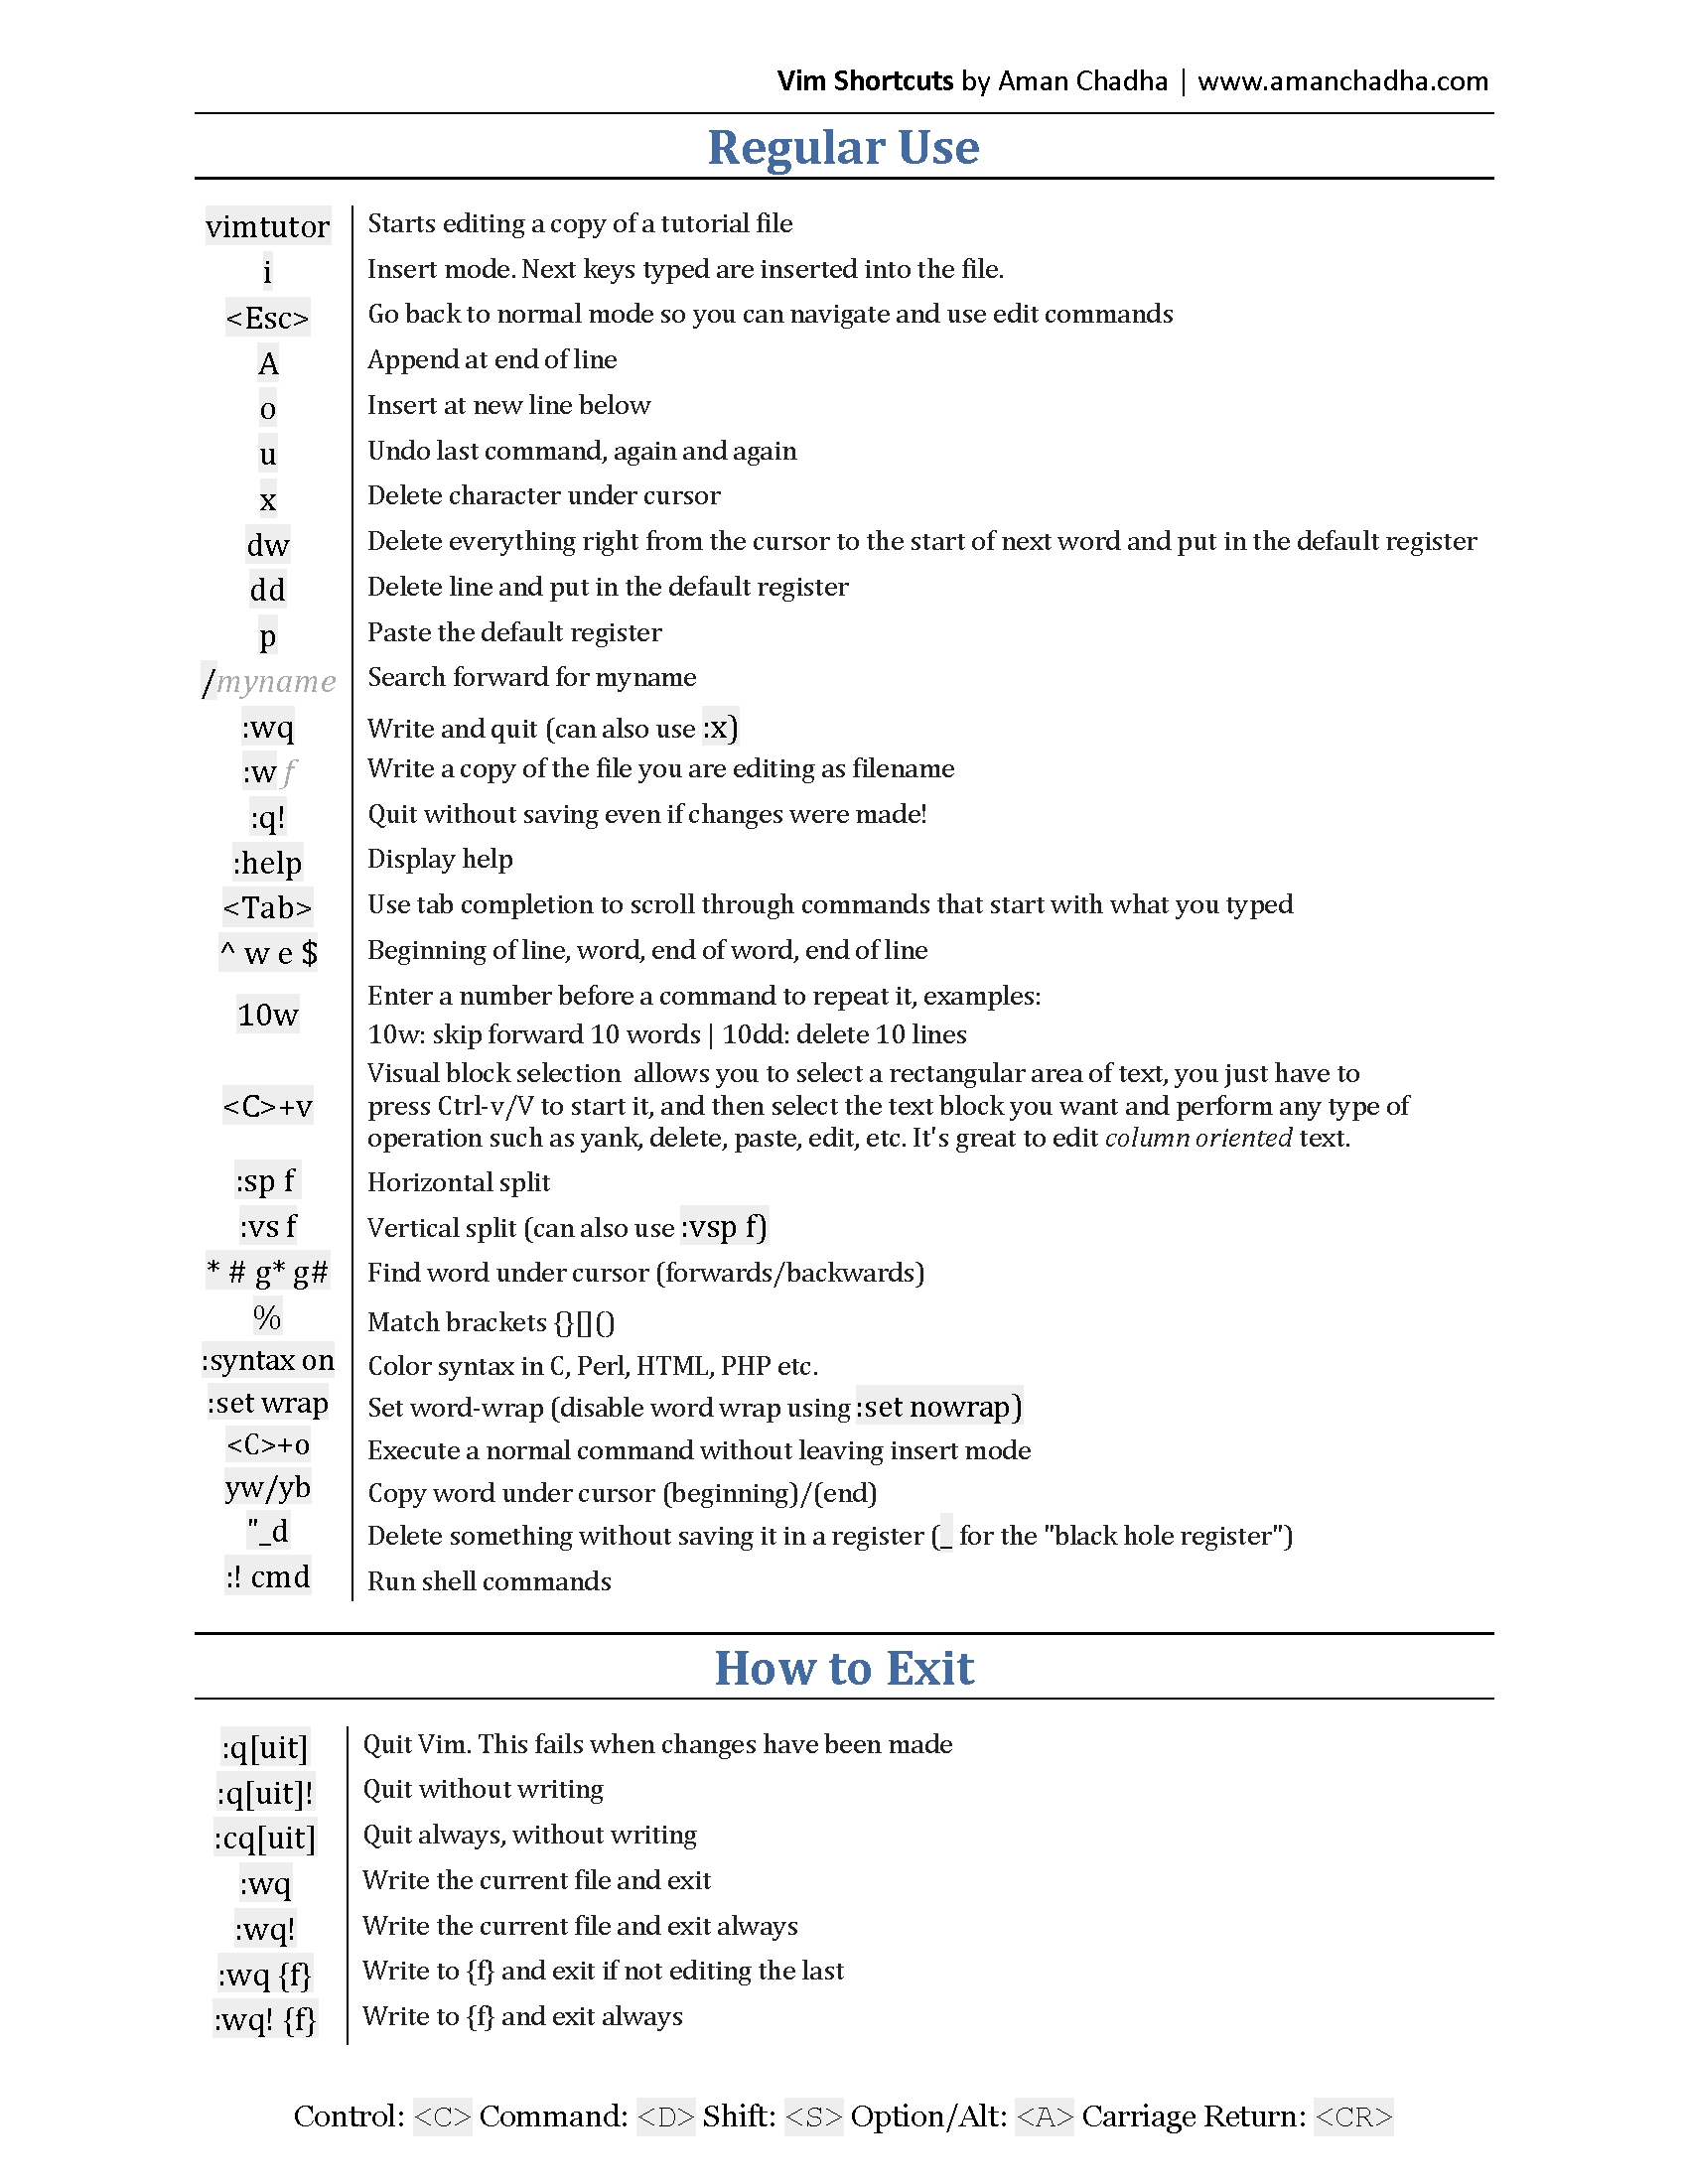 Vim Shortcuts by Aman Chadha | www.amanchadha.com
Regular Use
vimtutor Starts editing a copy of a tutorial file
i Insert mode. Next keys typed are inserted into the file.
<Esc> Go back to normal mode so you can navigate and use edit commands
A Append at end of line
o Insert at new line below
u Undo last command, again and again
x Delete character under cursor
dw Delete everything right from the cursor to the start of next word and put in the default register
dd Delete line and put in the default register
p Paste the default register
/myname Search forward for myname
:wq Write and quit (can also use :x)
:w f Write a copy of the file you are editing as filename
:q! Quit without saving even if changes were made!
:help Display help
<Tab> Use tab completion to scroll through commands that start with what you typed
^ w e $ Beginning of line, word, end of word, end of line
10w Enter a number before a command to repeat it, examples:
10w: skip forward 10 words | 10dd: delete 10 lines
Visual block selection allows you to select a rectangular area of text, you just have to
<C>+v press Ctrl-v/V to start it, and then select the text block you want and perform any type of
operation such as yank, delete, paste, edit, etc. It's great to edit column oriented text.
:sp f Horizontal split
:vs f Vertical split (can also use :vsp f)
* # g* g# Find word under cursor (forwards/backwards)
% Match brackets {}[]()
:syntax on Color syntax in C, Perl, HTML, PHP etc.
:set wrap Set word-wrap (disable word wrap using :set nowrap)
<C>+o Execute a normal command without leaving insert mode
yw/yb Copy word under cursor (beginning)/(end)
"_d Delete something without saving it in a register (_ for the "black hole register")
:! cmd Run shell commands
How to Exit
:q[uit] Quit Vim. This fails when changes have been made
:q[uit]! Quit without writing
:cq[uit] Quit always, without writing
:wq Write the current file and exit
:wq! Write the current file and exit always
:wq {f} Write to {f} and exit if not editing the last
:wq! {f} Write to {f} and exit always
Control: <C> Command: <D> Shift: <S> Option/Alt: <A> Carriage Return: <CR>